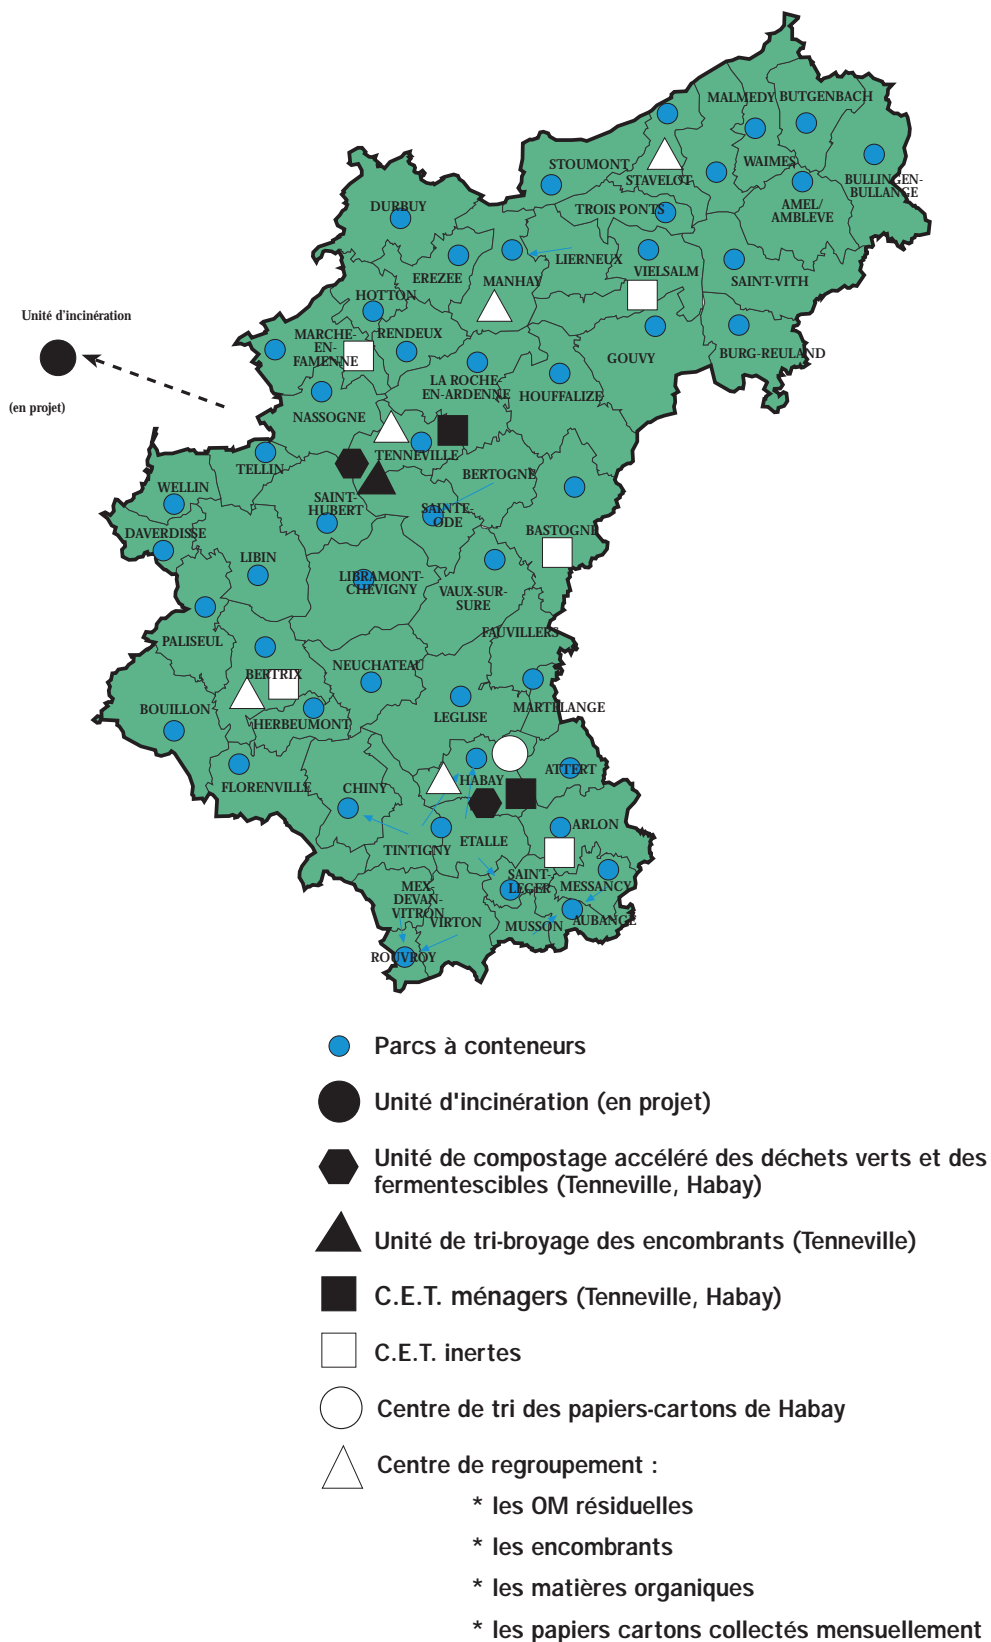 MALMEDY
BUTGENBACH
STOUMONT
STAVELOT
WAIMES
BULLINGEN-
BULLANGE
AMEL/
AMBLEVE
DURBUY
TROIS PONTS
LIERNEUX
VIELSALM
SAINT-VITH
EREZEE
MANHAY
HOTTON
Unité d'incinération
(en projet)
MARCHE-
EN-
FAMENNE
RENDEUX
GOUVY
BURG-REULAND
LA ROCHE-
EN-ARDENNE
HOUFFALIZE
NASSOGNE
TENNEVILLE
TELLIN
BERTOGNE
WELLIN
SAINT-
HUBERT
SAINTE-
ODE
DAVERDISSE
BASTOGNE
LIBIN
LIBRAMONT-
CHEVIGNY
VAUX-SUR-
SURE
FAUVILLERS
PALISEUL
NEUCHATEAU
BERTRIX
BOUILLON
HERBEUMONT
LEGLISE
MARTELANGE
FLORENVILLE
CHINY
HABAY
ATTERT
TINTIGNY
ETALLE
ARLON
SAINT-
LEGER
MESSANCY
MEX-
DEVAN-
VITRON
VIRTON
MUSSON
AUBANGE
ROUVROY
Parcs à conteneurs
Unité d'incinération (en projet)
Unité de compostage accéléré des déchets verts et des
fermentescibles (Tenneville, Habay)
Unité de tri-broyage des encombrants (Tenneville)
C.E.T. ménagers (Tenneville, Habay)
C.E.T. inertes
Centre de tri des papiers-cartons de Habay
Centre de regroupement :
* les OM résiduelles
* les encombrants
* les matières organiques
* les papiers cartons collectés mensuellement